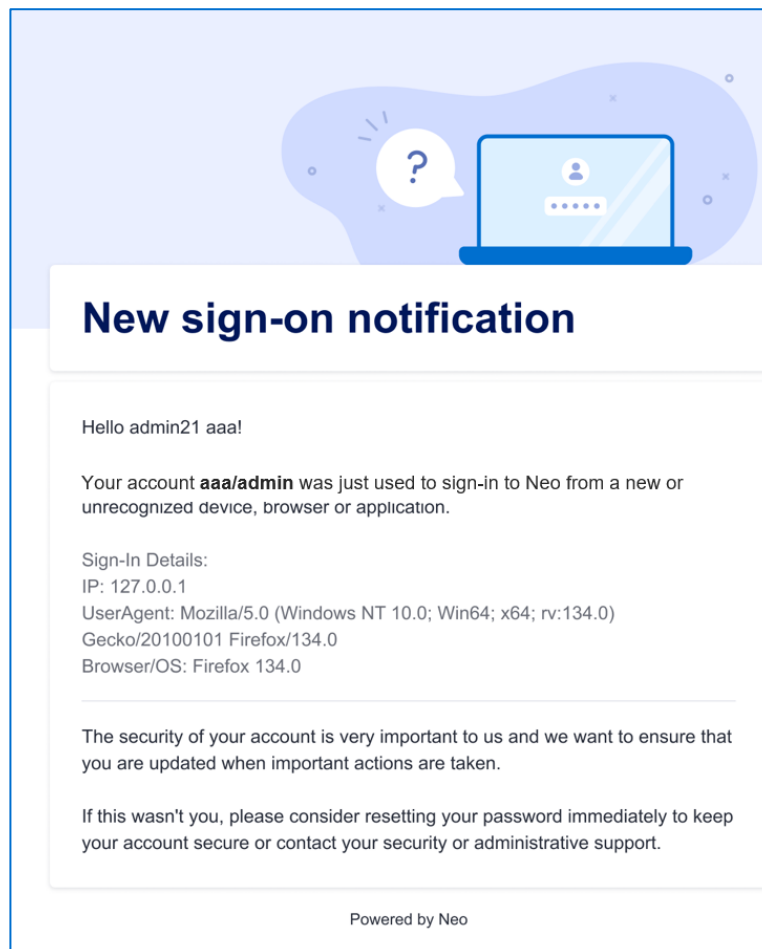 ?
New sign-on notification
Hello admin21 aaa!
Your account aaa/admin was just used to sign-in to Neo from a new or
unrecognized device, browser or application.
Sign-In Details:
IP: 127.0.0.1
UserAgent: Mozilla/5.0 (Windows NT 10.0; Win64; x64; rv:134.0)
Gecko/20100101 Firefox/134.0
Browser/OS: Firefox 134.0
The security of your account is very important to us and we want to ensure that
you are updated when important actions are taken.
If this wasn't you, please consider resetting your password immediately to keep
your account secure or contact your security or administrative support.
Powered by Neo